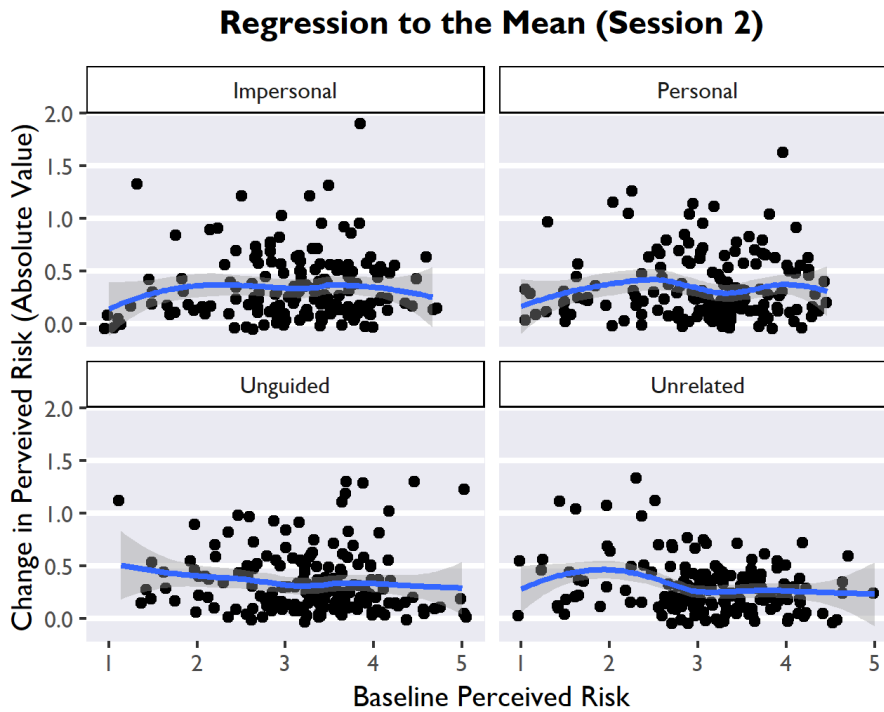 Regression to the Mean (Session 2)
Impersonal
Personal
2.0
1.5
1.0
0.5
0.0
Unguided
Unrelated
2.0
1.5
1.0
0.5
0.0
1 2 3 4 5
1 2 3 4 5
Change in Perveived Risk (Absolute Value)
Baseline Perceived Risk